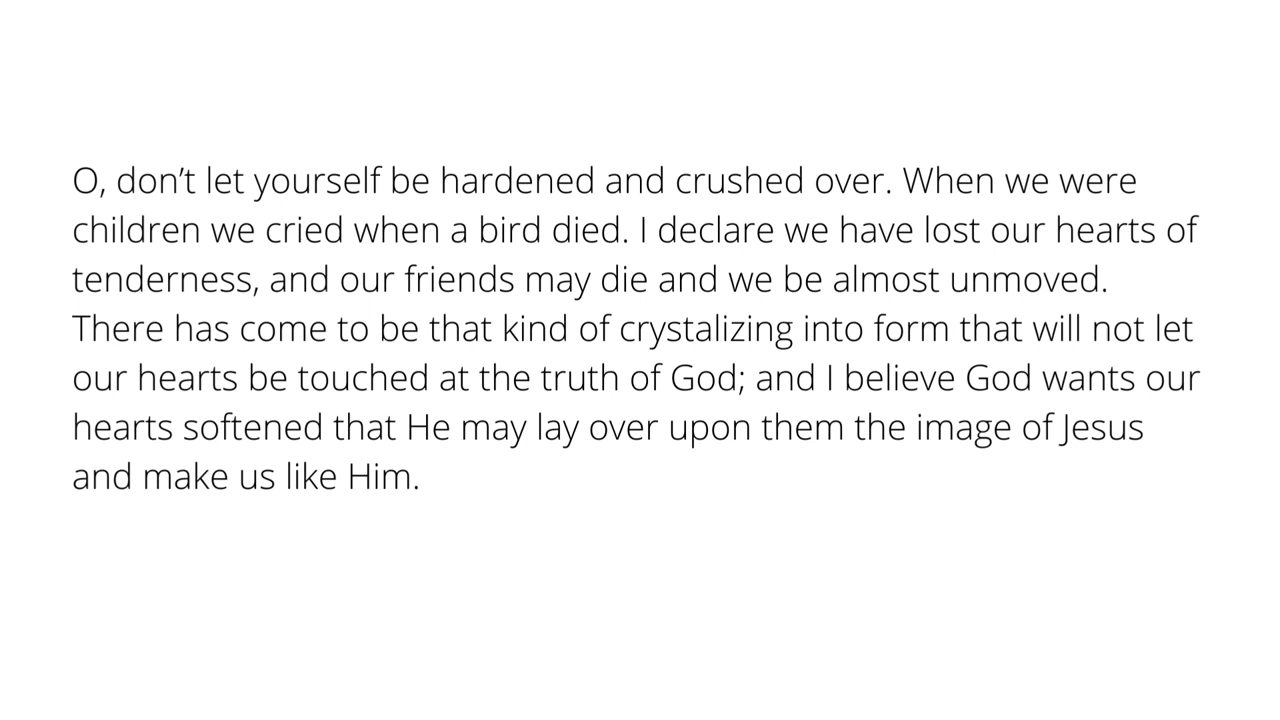 O, don’t let yourself be hardened and crushed over. When we were
children we cried when a bird died. I declare we have lost our hearts of
tenderness, and our friends may die and we be almost unmoved.
There has come to be that kind of crystalizing into form that will not let
our hearts be touched at the truth of God; and I believe God wants our
hearts softened that He may lay over upon them the image of Jesus
and make us like Him.